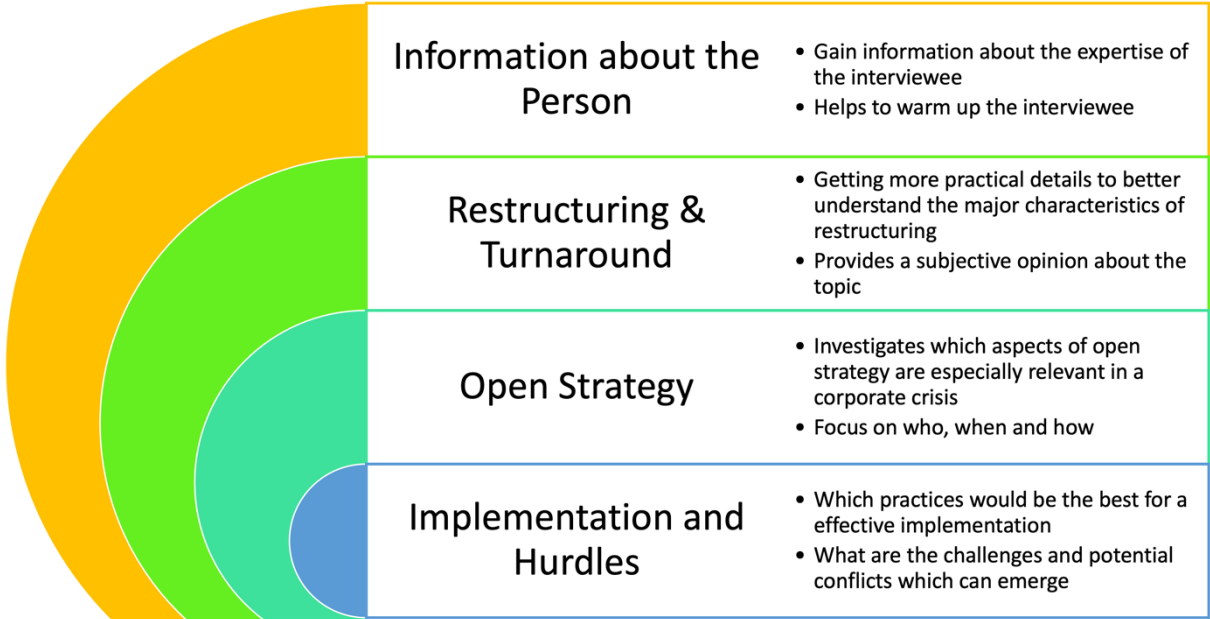 Information about the
Person
• Gain information about the expertise of
the interviewee
• Helps to warm up the interviewee
Restructuring &
Turnaround
• Getting more practical details to better
understand the major characteristics of
restructuring
• Provides a subjective opinion about the
topic
Open Strategy
• Investigates which aspects of open
strategy are especially relevant in a
corporate crisis
• Focus on who, when and how
Implementation and
Hurdles
• Which practices would be the best for a
effective implementation
• What are the challenges and potential
conflicts which can emerge